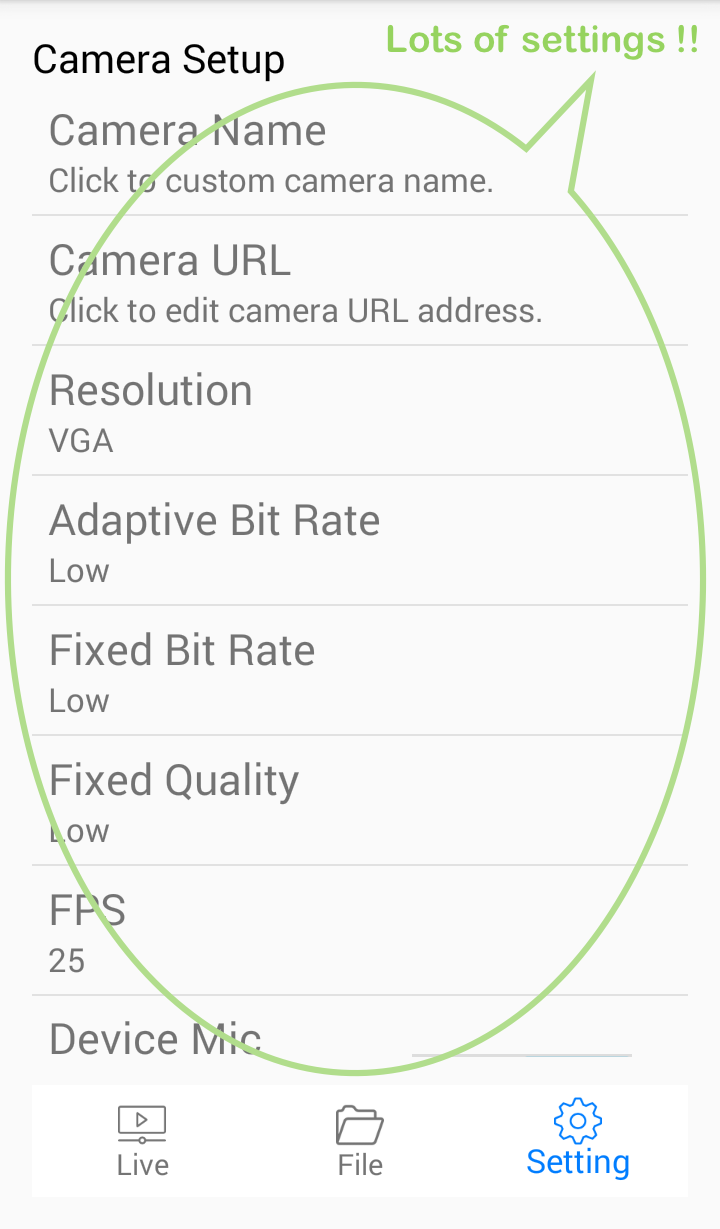 Lots of settings !!
Camera Setup
Camera Name
Click to custom camera name.
Camera URL
Click to edit camera URL address.
Resolution
VGA
Adaptive Bit Rate
Low
Fixed Bit Rate
Low
Fixed Quality
Low
FPS
25
Device Mic
Live
File
Setting